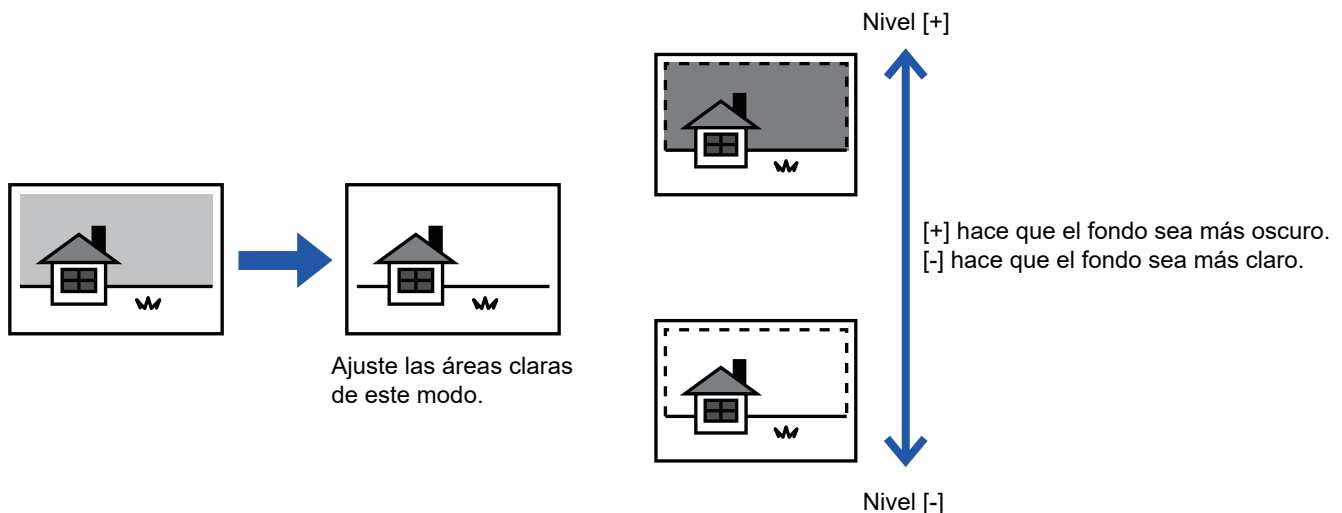 Nivel [+]
[+] hace que el fondo sea más oscuro.
[-] hace que el fondo sea más claro.
Ajuste las áreas claras
de este modo.
Nivel [-]